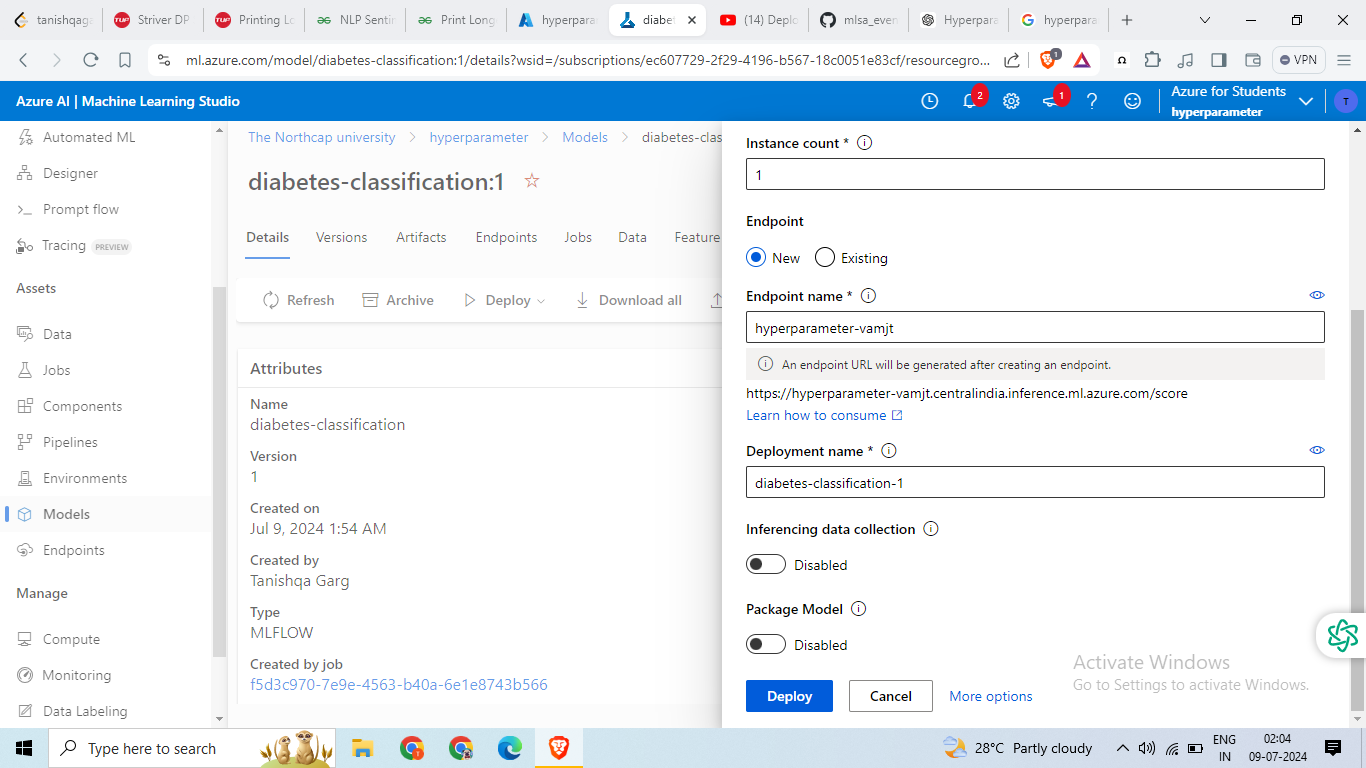 tanishqaga
Striver DP
Printing Lo
NLP Senti
Print Long
hyperpara
diabet
(14) Deplo
mlsa_even
Hyperpara
hyperpara
ml.azure.com/model/diabetes-classification:1/details?wsid=/subscriptions/ec607729-2f29-4196-b567-18c0051e83cf/resourcegro...
1
VPN
Azure AI | Machine Learning Studio
2
1
Azure for Students
hyperparameter
T
Automated ML
Designer
Prompt flow
Tracing PREVIEW
Assets
Data
Jobs
Components
Pipelines
Environments
Models
Endpoints
Manage
Compute
Monitoring
Data Labeling
The Northcap university > hyperparameter > Models > diabetes-clas
diabetes-classification:1
Details Versions Artifacts Endpoints Jobs Data Feature
Refresh Archive Deploy Download all
Attributes
Name
diabetes-classification
Version
1
Created on
Jul 9, 2024 1:54 AM
Created by
Tanishqa Garg
Type
MLFLOW
Created by job
f5d3c970-7e9e-4563-b40a-6e1e8743b566
Instance count *
1
Endpoint
New Existing
Endpoint name *
hyperparameter-vamjt
An endpoint URL will be generated after creating an endpoint.
https://hyperparameter-vamjt.centralindia.inference.ml.azure.com/score
Learn how to consume
Deployment name *
diabetes-classification-1
Inferencing data collection
Disabled
Package Model
Disabled
Deploy Cancel More options
Activate Windows
Go to Settings to activate Windows.
Type here to search
28°C Partly cloudy
ENG
IN
02:04
09-07-2024